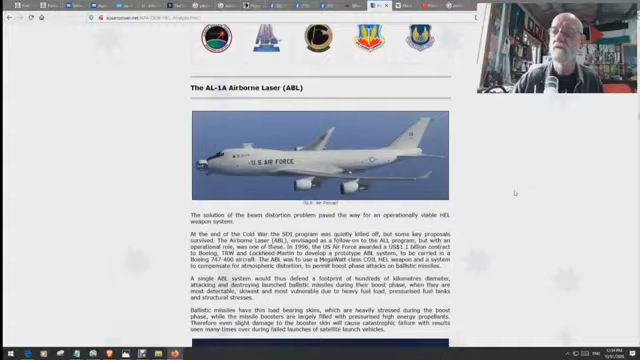 ausairpower.net/APA-DEW-HEL-Analysis.html
The AL-1A Airborne Laser (ABL)
U.S. AIR FORCE
(U.S. Air Force)
The solution of the beam distortion problem paved the way for an operationally viable HEL
weapon system.
At the end of the Cold War the SDI program was quietly killed off, but some key proposals
survived. The Airborne Laser (ABL), envisaged as a follow-on to the ALL program, but with an
operational role, was one of these. In 1996, the US Air Force awarded a US$1.1 billion contract
to Boeing, TRW and Lockheed Martin to develop a prototype ABL system, to be carried in a
Boeing 747-400 aircraft. The ABL was to use a MegaWatt class COIL HEL weapon and a system
to compensate for atmospheric distortion, to permit boost phase attacks on ballistic missiles.
A single ABL system would thus defend a footprint of hundreds of kilometres diameter,
attacking and destroying launched ballistic missiles during their boost phase, when they are
most detectable, slowest and most vulnerable due to heavy fuel load, pressurised fuel tanks
and structural stresses.
Ballistic missiles have thin load bearing skins, which are heavily stressed during the boost
phase, while the missile boosters are largely filled with pressurised high energy propellants.
Therefore even slight damage to the booster skin will cause catastrophic failure with results
seen many times over during failed launches of satellite launch vehicles.